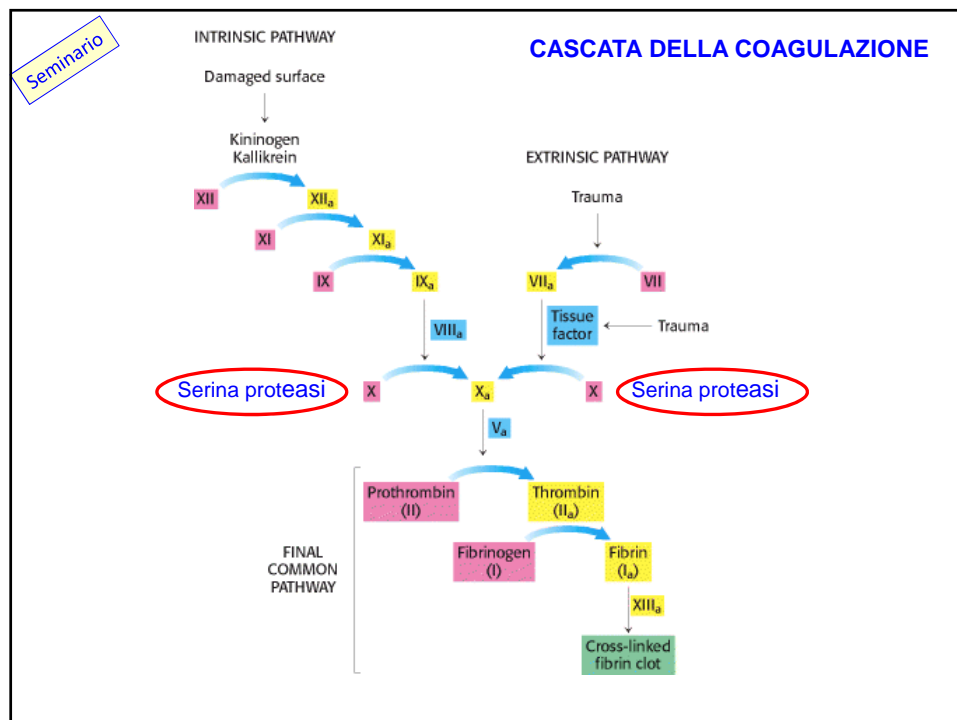 Seminario
CASCATA DELLA COAGULAZIONE
INTRINSIC PATHWAY
Damaged surface
Kininogen
Kallikrein
XII
XIIa
XI
XIa
IX
IXa
VIIIa
EXTRINSIC PATHWAY
Trauma
VIIa
VII
Tissue
factor
Trauma
Serina proteasi
X
Xa
X
Serina proteasi
Va
FINAL
COMMON
PATHWAY
Prothrombin
(II)
Thrombin
(IIa)
Fibrinogen
(I)
Fibrin
(Ia)
XIIIa
Cross-linked
fibrin clot